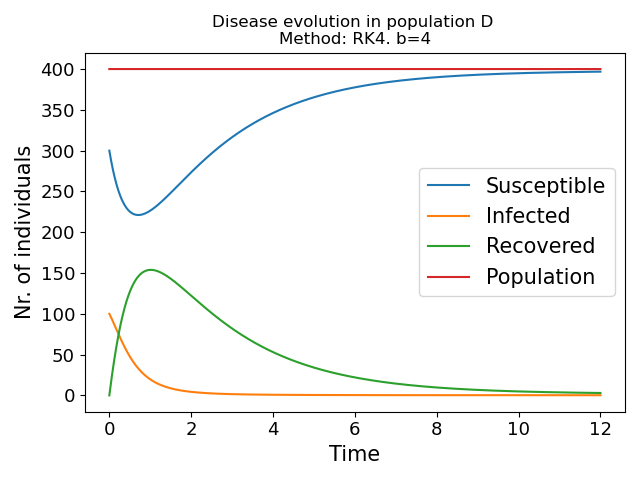 Disease evolution in population D
Method: RK4. b=4
400
350
300
250
200
150
100
50
0
Nr. of individuals
Susceptible
Infected
Recovered
Population
0 2 4 6 8 10 12
Time